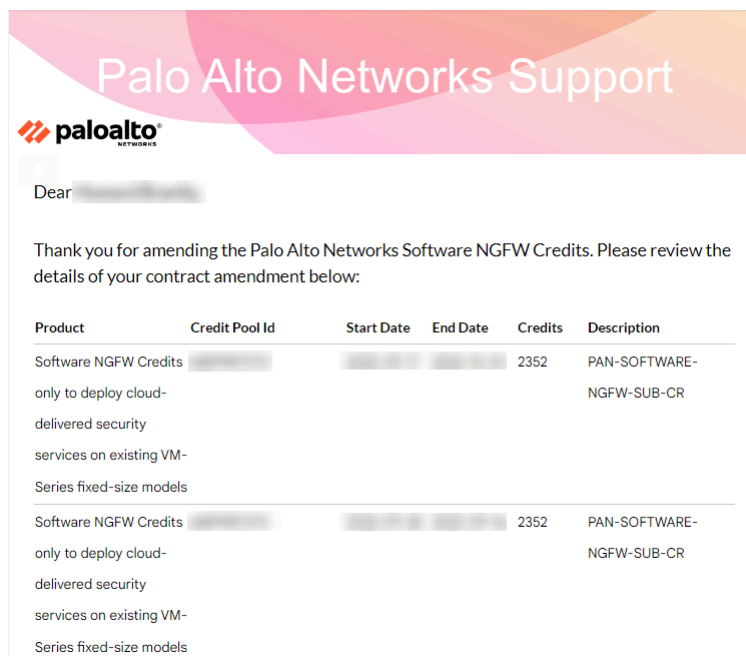 Palo Alto Networks Support
paloalto®
NETWORKS
Dear
Thank you for amending the Palo Alto Networks Software NGFW Credits. Please review the
details of your contract amendment below:
Product Credit Pool Id Start Date End Date Credits Description
Software NGFW Credits 2352 PAN-SOFTWARE-
only to deploy cloud- NGFW-SUB-CR
delivered security
services on existing VM-
Series fixed-size models
Software NGFW Credits 2352 PAN-SOFTWARE-
only to deploy cloud- NGFW-SUB-CR
delivered security
services on existing VM-
Series fixed-size models